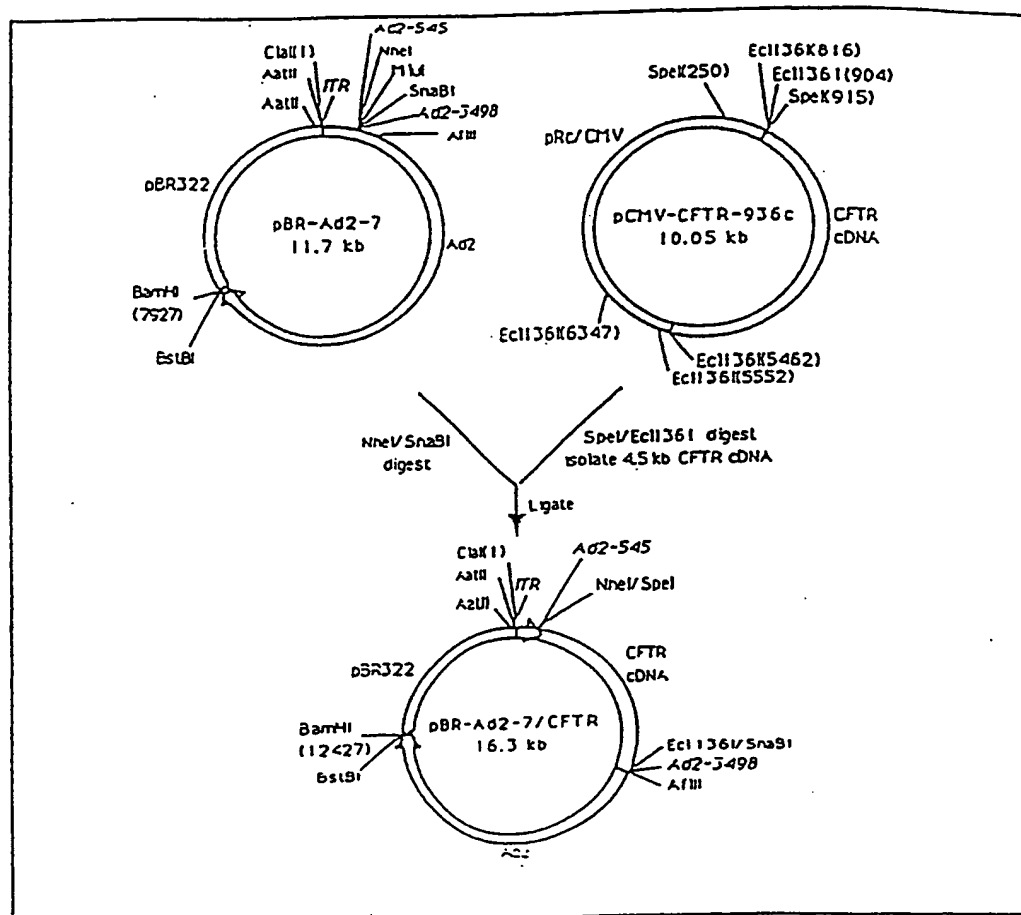 Ad2-545
ClaI(1)
NheI
AatII
ITR
MluI
SnaBI
AatII
Ad2-3498
AflII
pBR322
pBR-Ad2-7
11.7 kb
Ad2
BamHI
(7927)
BstBI
Ecl136I(816)
SpeI(250)
Ecl136I(904)
SpeI(915)
pRc/CMV
pCMV-CFTR-936c
10.05 kb
CFTR
cDNA
Ecl136I(6347)
Ecl136I(5462)
Ecl136I(5552)
NheI/SnaBI
digest
SpeI/Ecl136I digest
isolate 4.5 kb CFTR cDNA
Ligate
ClaI(1)
Ad2-545
AatII
ITR
NheI/SpeI
AatII
pBR322
CFTR
cDNA
pBR-Ad2-7/CFTR
16.3 kb
BamHI
(12427)
BstBI
Ecl136I/SnaBI
Ad2-3498
AflII